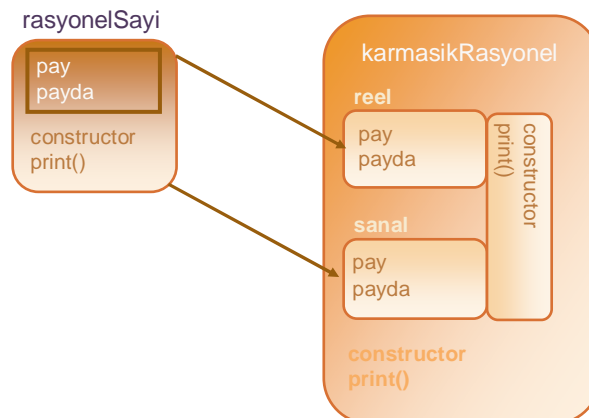 rasyonelSayi
pay
payda
constructor
print()
karmasikRasyonel
reel
pay
payda
constructor
print()
sanal
pay
payda
constructor
print()